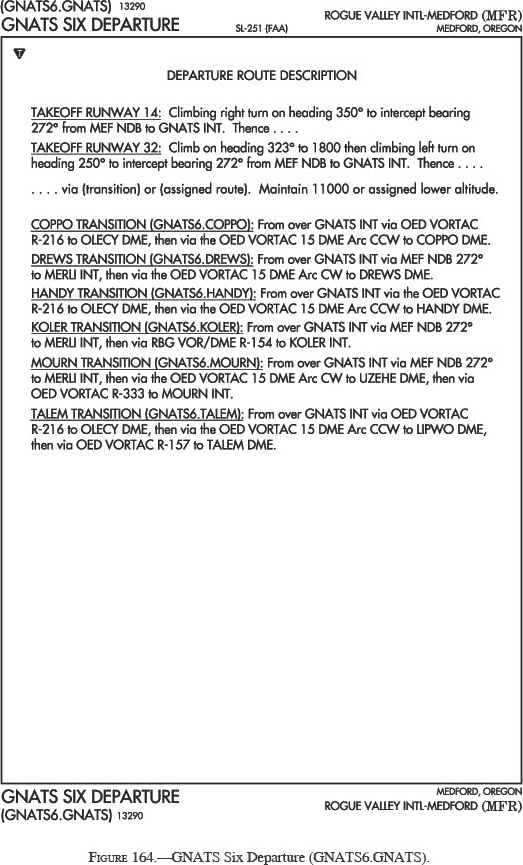 (GNATS6.GNATS) 13290
GNATS SIX DEPARTURE
SL-251 (FAA)
ROGUE VALLEY INTL-MEDFORD (MFR)
MEDFORD, OREGON
T
DEPARTURE ROUTE DESCRIPTION
TAKEOFF RUNWAY 14: Climbing right turn on heading 350° to intercept bearing
272° from MEF NDB to GNATS INT. Thence . . . .
TAKEOFF RUNWAY 32: Climb on heading 323° to 1800 then climbing left turn on
heading 250° to intercept bearing 272° from MEF NDB to GNATS INT. Thence . . . .
. . . . via (transition) or (assigned route). Maintain 11000 or assigned lower altitude.
COPPO TRANSITION (GNATS6.COPPO): From over GNATS INT via OED VORTAC
R-216 to OLECY DME, then via the OED VORTAC 15 DME Arc CCW to COPPO DME.
DREWS TRANSITION (GNATS6.DREWS): From over GNATS INT via MEF NDB 272°
to MERLI INT, then via the OED VORTAC 15 DME Arc CW to DREWS DME.
HANDY TRANSITION (GNATS6.HANDY): From over GNATS INT via the OED VORTAC
R-216 to OLECY DME, then via the OED VORTAC 15 DME Arc CCW to HANDY DME.
KOLER TRANSITION (GNATS6.KOLER): From over GNATS INT via MEF NDB 272°
to MERLI INT, then via RBG VOR/DME R-154 to KOLER INT.
MOURN TRANSITION (GNATS6.MOURN): From over GNATS INT via MEF NDB 272°
to MERLI INT, then via the OED VORTAC 15 DME Arc CW to UZEHE DME, then via
OED VORTAC R-333 to MOURN INT.
TALEM TRANSITION (GNATS6.TALEM): From over GNATS INT via OED VORTAC
R-216 to OLECY DME, then via the OED VORTAC 15 DME Arc CCW to LIPWO DME,
then via OED VORTAC R-157 to TALEM DME.
GNATS SIX DEPARTURE
(GNATS6.GNATS) 13290
MEDFORD, OREGON
ROGUE VALLEY INTL-MEDFORD (MFR)
FIGURE 164.—GNATS Six Departure (GNATS6.GNATS).